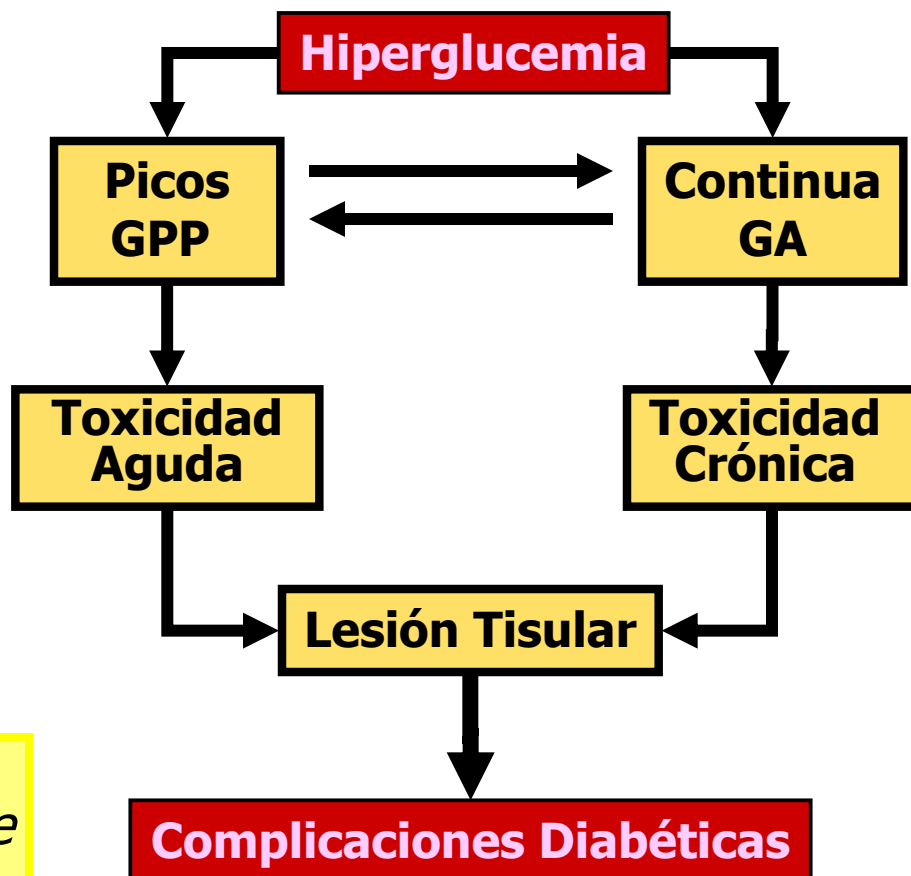 Hiperglucemia
Picos
GPP
Continua
GA
Toxicidad
Aguda
Toxicidad
Crónica
Lesión Tisular
e
Complicaciones Diabéticas